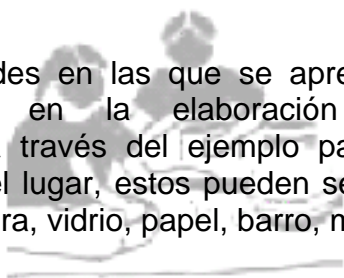 des en las que se apre
en la elaboración
través del ejemplo pa
el lugar, estos pueden se
ra, vidrio, papel, barro, m